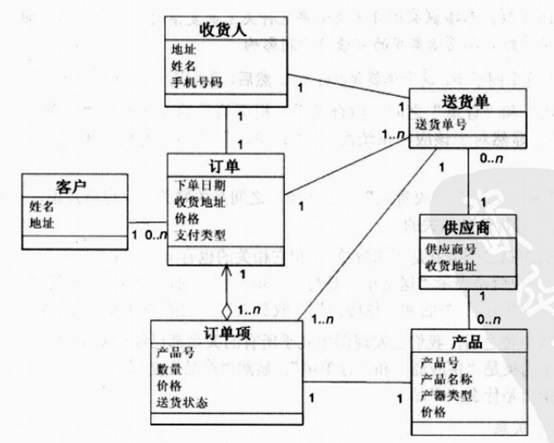 收货人
地址
姓名
手机号码
1
1
送货单
送货单号
1
1
1..n
1
0..n
订单
下单日期
收货地址
价格
支付类型
1
客户
姓名
地址
1
0..n
供应商
供应商号
收货地址
1
1
1..n
1..n
0..n
订单项
产品号
数量
价格
送货状态
1
1
产品
产品号
产品名称
产器类型
价格